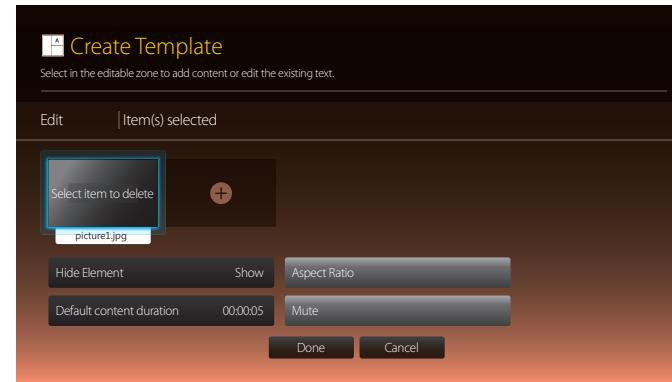 A
Create Template
Select in the editable zone to add content or edit the existing text.
Edit Item(s) selected
Select item to delete
picture1.jpg
Hide Element Show Aspect Ratio
Default content duration 00:00:05 Mute
Done Cancel